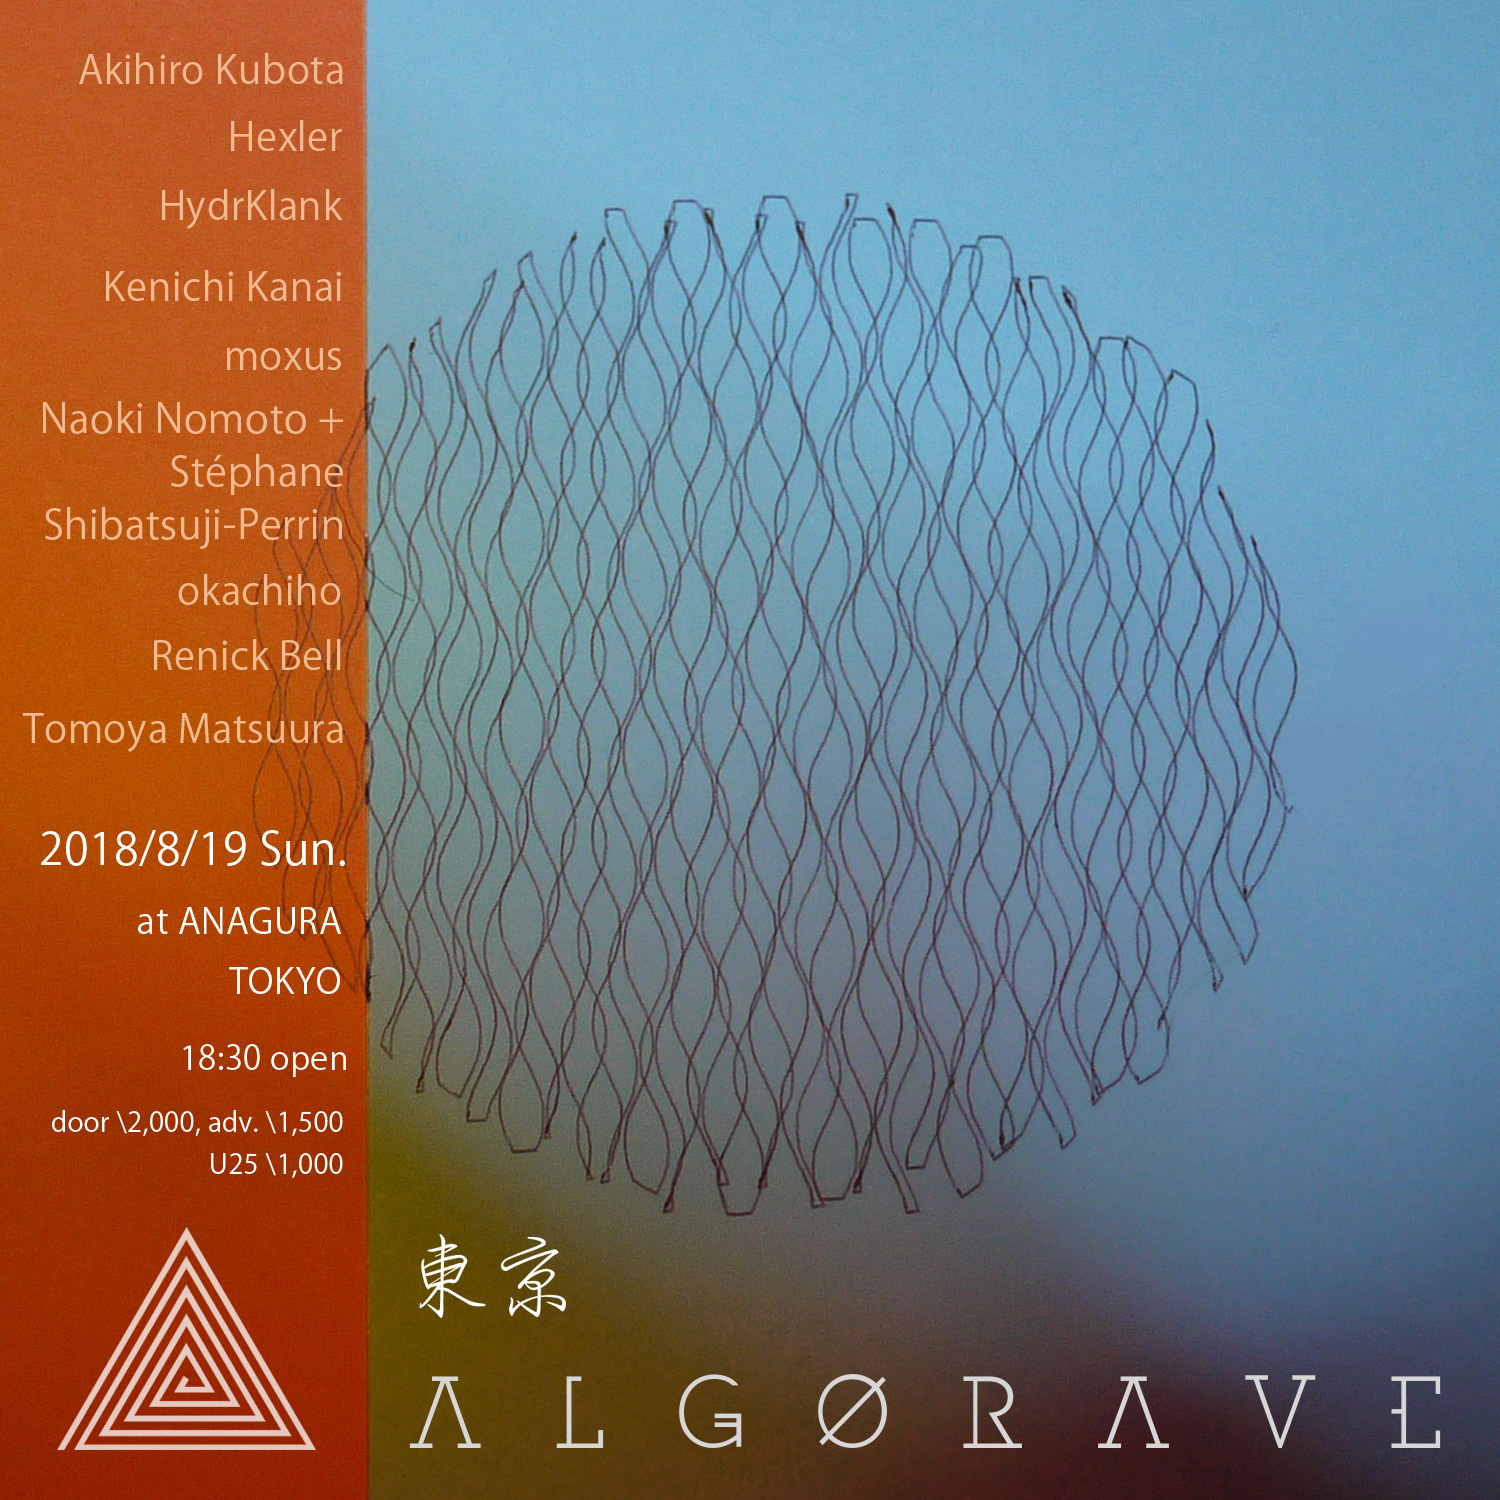 Akihiro Kubota
Hexler
HydrKlank
Kenichi Kanai
moxus
Naoki Nomoto +
Stéphane
Shibatsuji-Perrin
okachiho
Renick Bell
Tomoya Matsuura
2018/8/19 Sun.
at ANAGURA
TOKYO
18:30 open
door \2,000, adv. \1,500
U25 \1,000
東京
ALGØRAVE